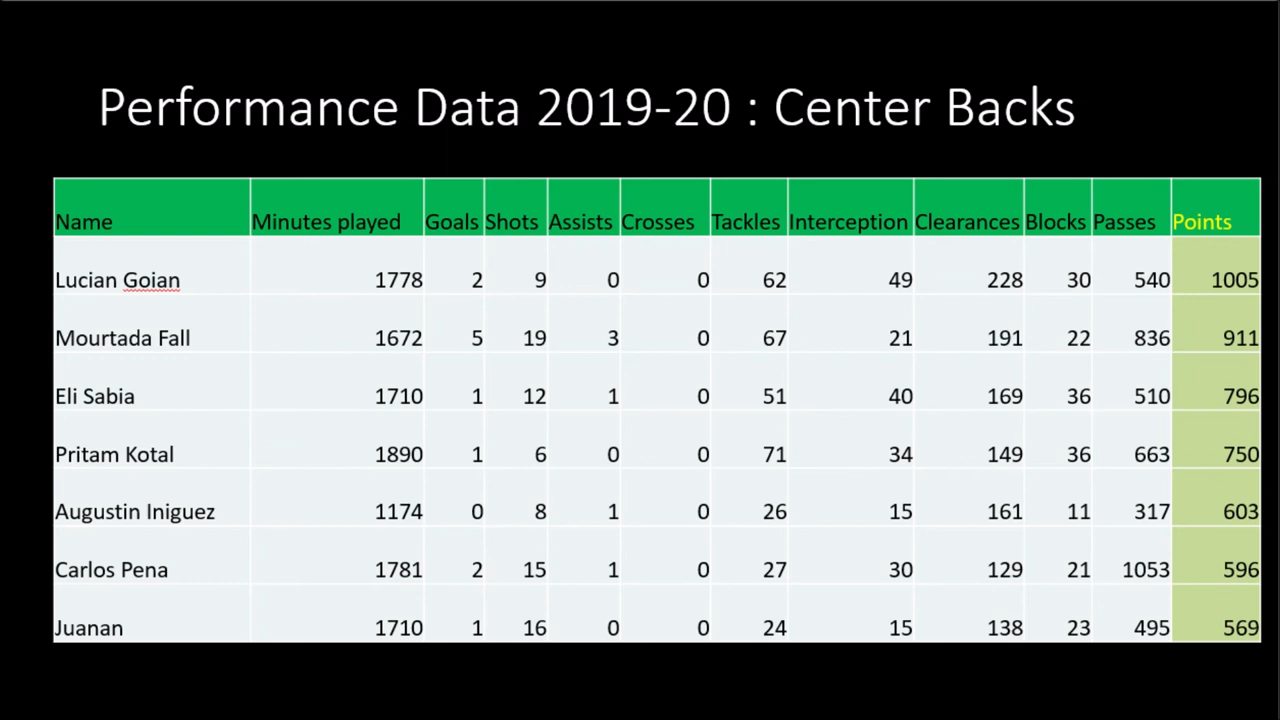 Performance Data 2019-20 : Center Backs
Name Minutes played Goals Shots Assists Crosses Tackles Interception Clearances Blocks Passes Points
Lucian Goian 1778 2 9 0 0 62 49 228 30 540 1005
Mourtada Fall 1672 5 19 3 0 67 21 191 22 836 911
Eli Sabia 1710 1 12 1 0 51 40 169 36 510 796
Pritam Kotal 1890 1 6 0 0 71 34 149 36 663 750
Augustin Iniguez 1174 0 8 1 0 26 15 161 11 317 603
Carlos Pena 1781 2 15 1 0 27 30 129 21 1053 596
Juanan 1710 1 16 0 0 24 15 138 23 495 569